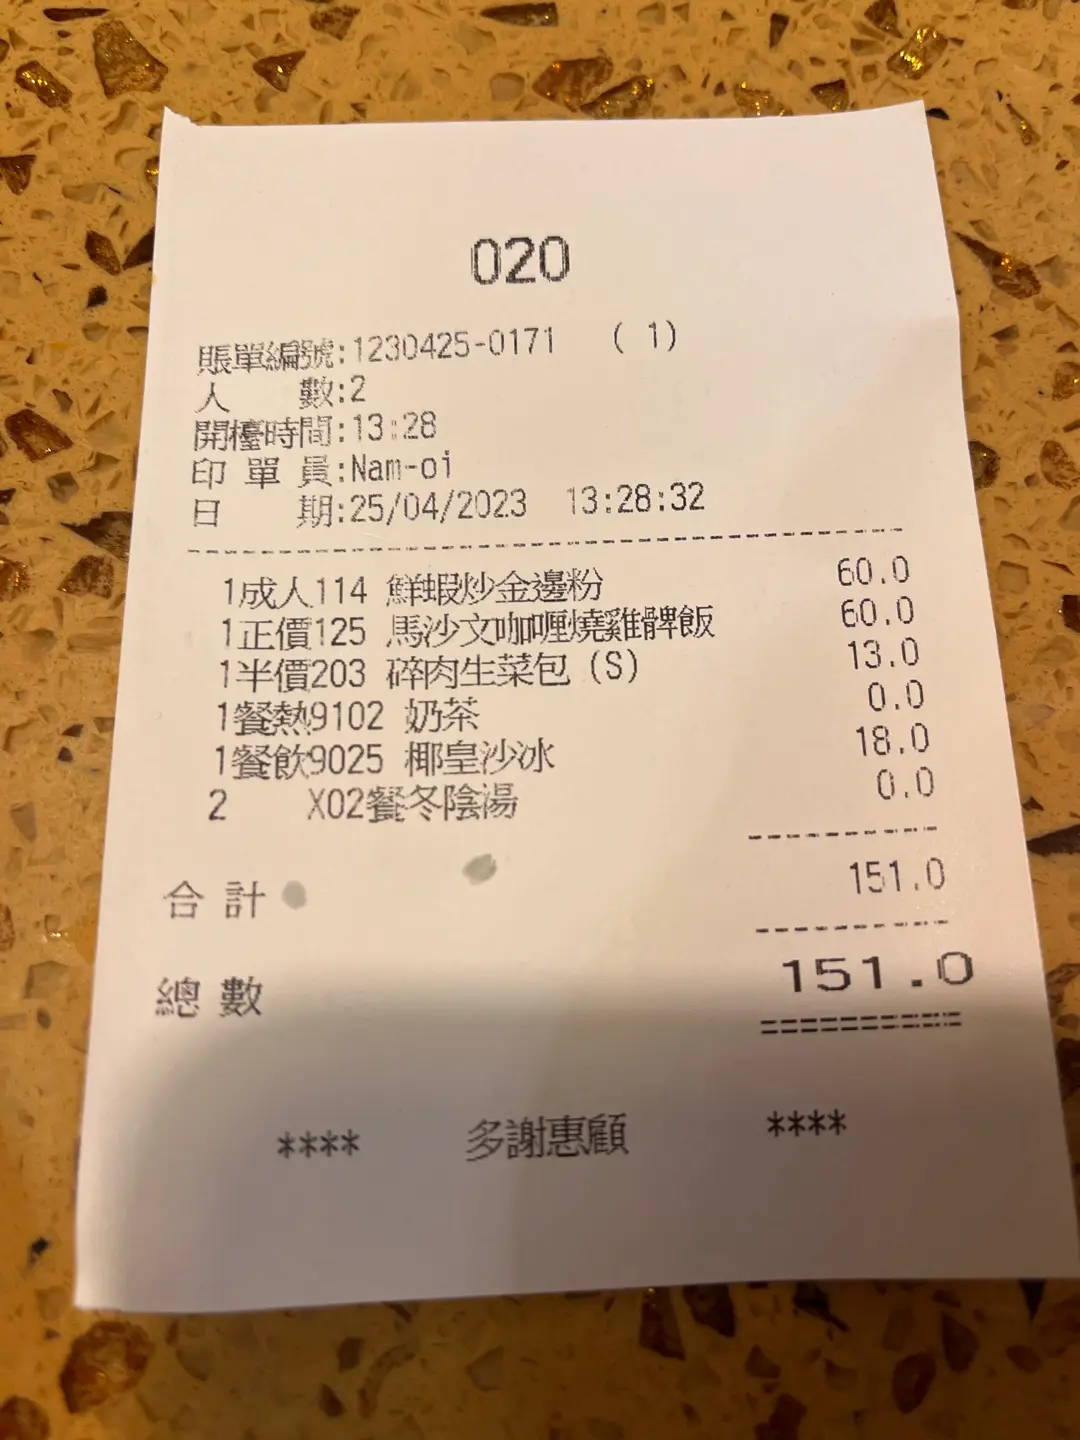 020
賬單編號:1230425-0171 ( 1)
人 數:2
開檯時間:13:28
印 單 員:Nam-oi
日 期:25/04/2023 13:28:32
1成人114 鮮蝦炒金邊粉 60.0
1正價125 馬沙文咖喱燒雞髀飯 60.0
1半價203 碎肉生菜包(S) 13.0
1餐熱9102 奶茶 0.0
1餐飲9025 椰皇沙冰 18.0
2 X02餐冬陰湯 0.0
合 計 151.0
總 數 151.0
**** 多謝惠顧 ****